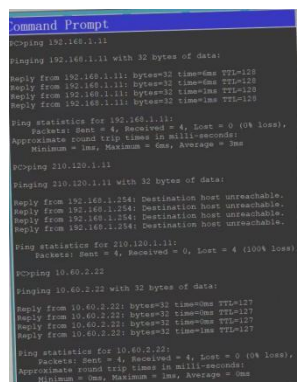 Command Prompt
PC>ping 192.168.1.11
Pinging 192.168.1.11 with 32 bytes of data:
Reply from 192.168.1.11: bytes=32 time=6ms TTL=128
Reply from 192.168.1.11: bytes=32 time=6ms TTL=128
Reply from 192.168.1.11: bytes=32 time=1ms TTL=128
Reply from 192.168.1.11: bytes=32 time=1ms TTL=128
Ping statistics for 192.168.1.11:
Packets: Sent = 4, Received = 4, Lost = 0 (0% loss),
Approximate round trip times in milli-seconds:
Minimum = 1ms, Maximum = 6ms, Average = 3ms
PC>ping 210.120.1.11
Pinging 210.120.1.11 with 32 bytes of data:
Reply from 192.168.1.254: Destination host unreachable.
Reply from 192.168.1.254: Destination host unreachable.
Reply from 192.168.1.254: Destination host unreachable.
Reply from 192.168.1.254: Destination host unreachable.
Ping statistics for 210.120.1.11:
Packets: Sent = 4, Received = 0, Lost = 4 (100% loss)
PC>ping 10.60.2.22
Pinging 10.60.2.22 with 32 bytes of data:
Reply from 10.60.2.22: bytes=32 time=0ms TTL=127
Reply from 10.60.2.22: bytes=32 time=0ms TTL=127
Reply from 10.60.2.22: bytes=32 time=0ms TTL=127
Reply from 10.60.2.22: bytes=32 time=1ms TTL=127
Ping statistics for 10.60.2.22:
Packets: Sent = 4, Received = 4, Lost = 0 (0% loss),
Approximate round trip times in milli-seconds:
Minimum = 0ms, Maximum = 1ms, Average = 0ms